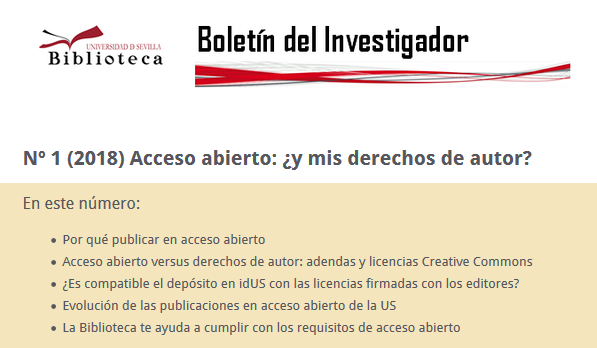 UNIVERSIDAD D SEVILLA
Biblioteca
Boletín del Investigador
Nº 1 (2018) Acceso abierto: ¿y mis derechos de autor?
En este número:
• Por qué publicar en acceso abierto
• Acceso abierto versus derechos de autor: adendas y licencias Creative Commons
• ¿Es compatible el depósito en idUS con las licencias firmadas con los editores?
• Evolución de las publicaciones en acceso abierto de la US
• La Biblioteca te ayuda a cumplir con los requisitos de acceso abierto